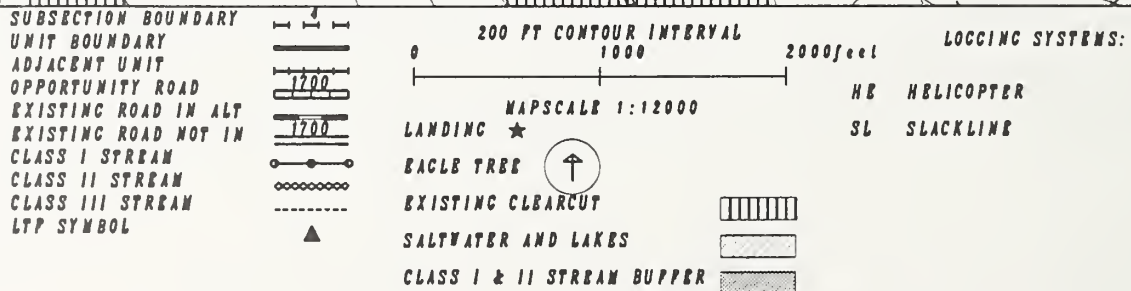 SUBSECTION BOUNDARY
UNIT BOUNDARY
ADJACENT UNIT
OPPORTUNITY ROAD 1700
EXISTING ROAD IN ALT
EXISTING ROAD NOT IN 1700
CLASS I STREAM
CLASS II STREAM
CLASS III STREAM
LTP SYMBOL
200 FT CONTOUR INTERVAL
0 1000 2000feet
MAPSCALE 1:12000
LANDING
EAGLE TREE
EXISTING CLEARCUT
SALTWATER AND LAKES
CLASS I & II STREAM BUFFER
LOGGING SYSTEMS:
HE HELICOPTER
SL SLACKLINE